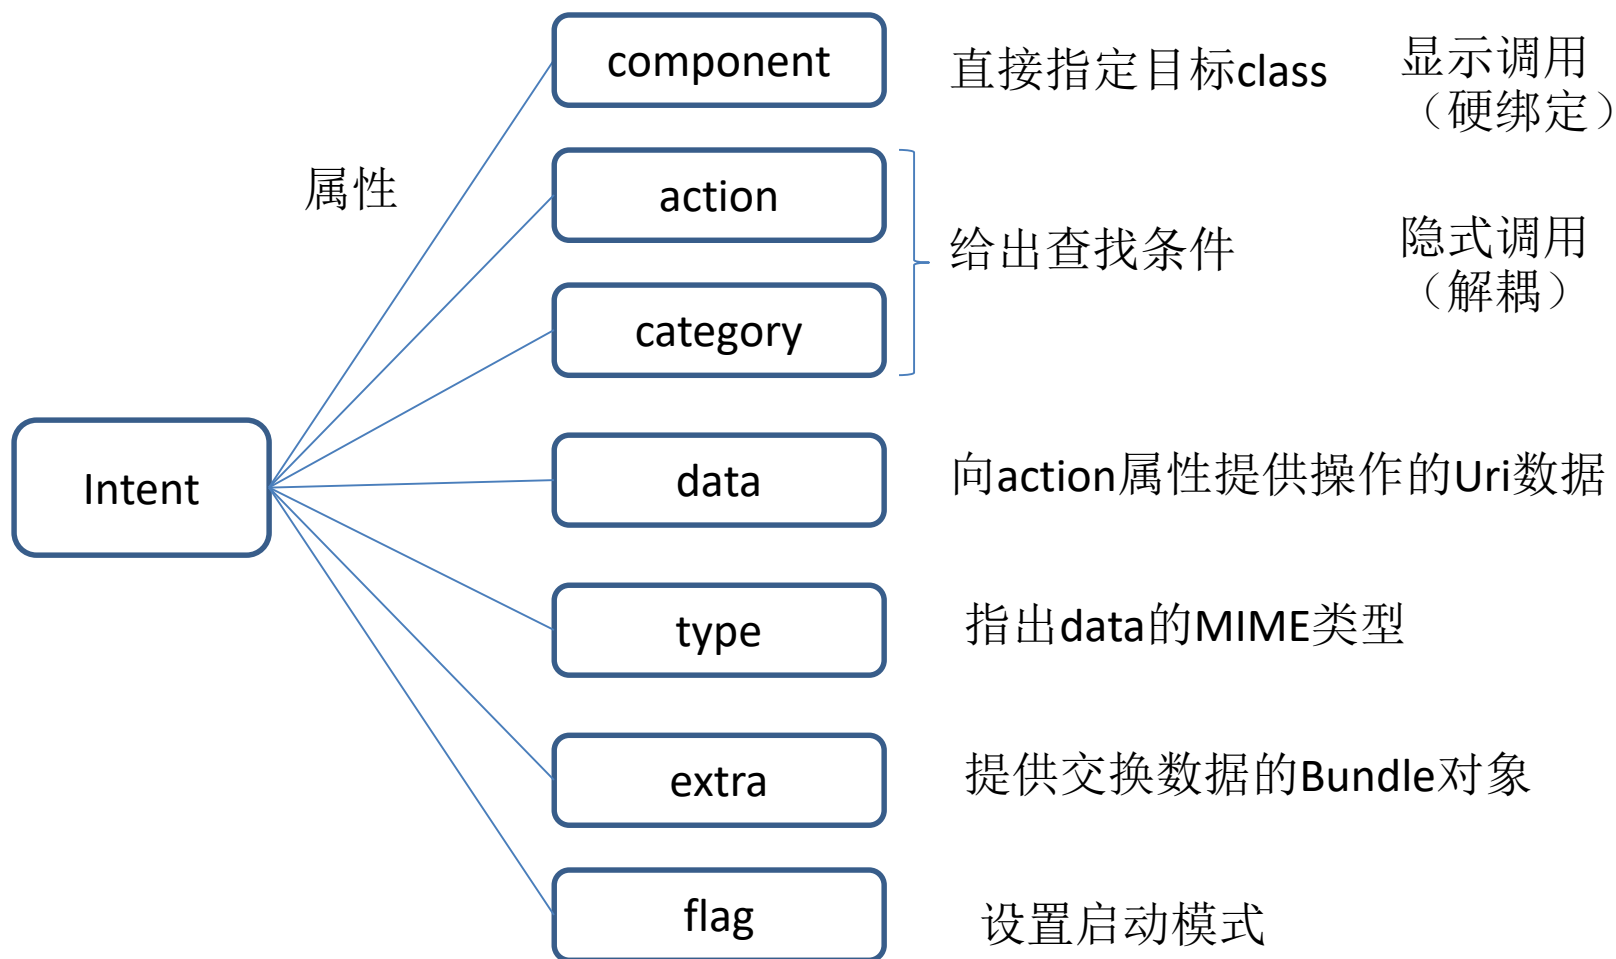 component
直接指定目标class
显示调用
（硬绑定）
属性
action
给出查找条件
隐式调用
（解耦）
category
Intent
data
向action属性提供操作的Uri数据
type
指出data的MIME类型
extra
提供交换数据的Bundle对象
flag
设置启动模式